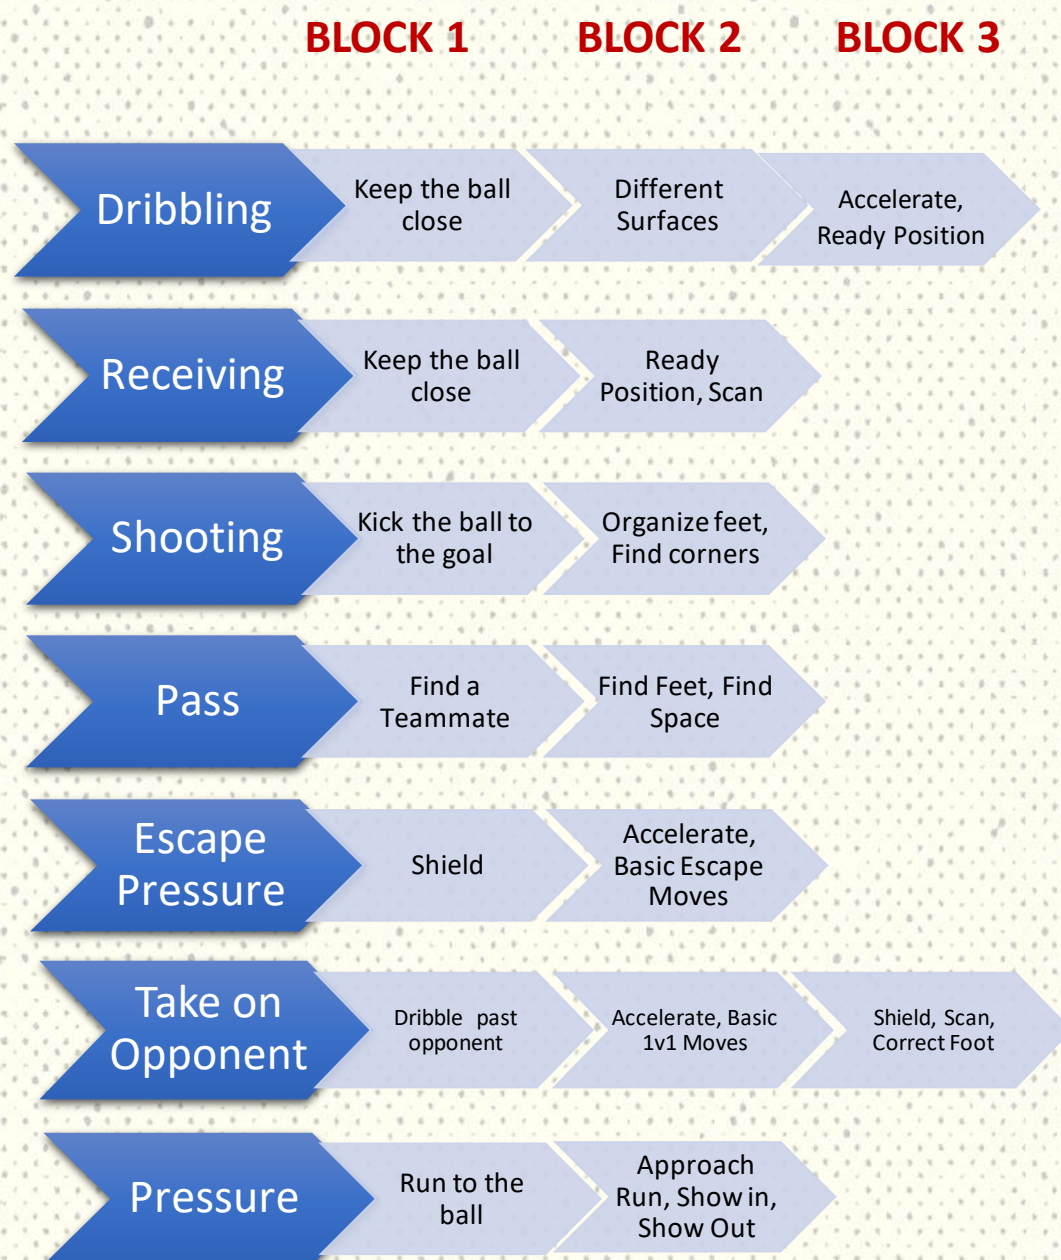 BLOCK 1 BLOCK 2 BLOCK 3
Dribbling
Keep the ball
close
Different
Surfaces
Accelerate,
Ready Position
Receiving
Keep the ball
close
Ready
Position, Scan
Shooting
Kick the ball to
the goal
Organize feet,
Find corners
Pass
Find a
Teammate
Find Feet, Find
Space
Escape
Pressure
Shield
Accelerate,
Basic Escape
Moves
Take on
Opponent
Dribble past
opponent
Accelerate, Basic
1v1 Moves
Shield, Scan,
Correct Foot
Pressure
Run to the
ball
Approach
Run, Show in,
Show Out